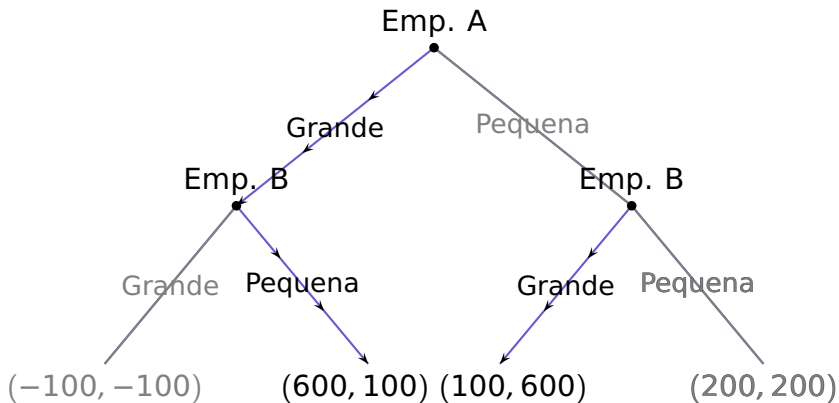 Emp. A
Grande
Pequena
Emp. B
Emp. B
Grande
Pequena
Grande
Pequena
(−100, −100)
(600, 100)
(100, 600)
(200, 200)